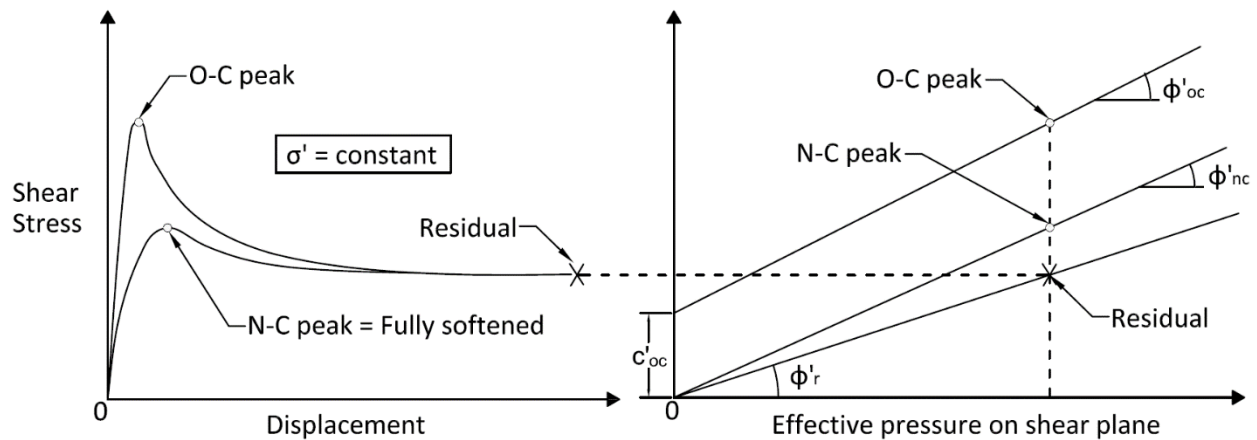 O-C peak
σ' = constant
Shear
Stress
Residual
N-C peak = Fully softened
0
Displacement
O-C peak
ϕ'oc
N-C peak
ϕ'nc
Residual
c'oc
ϕ'r
0
Effective pressure on shear plane